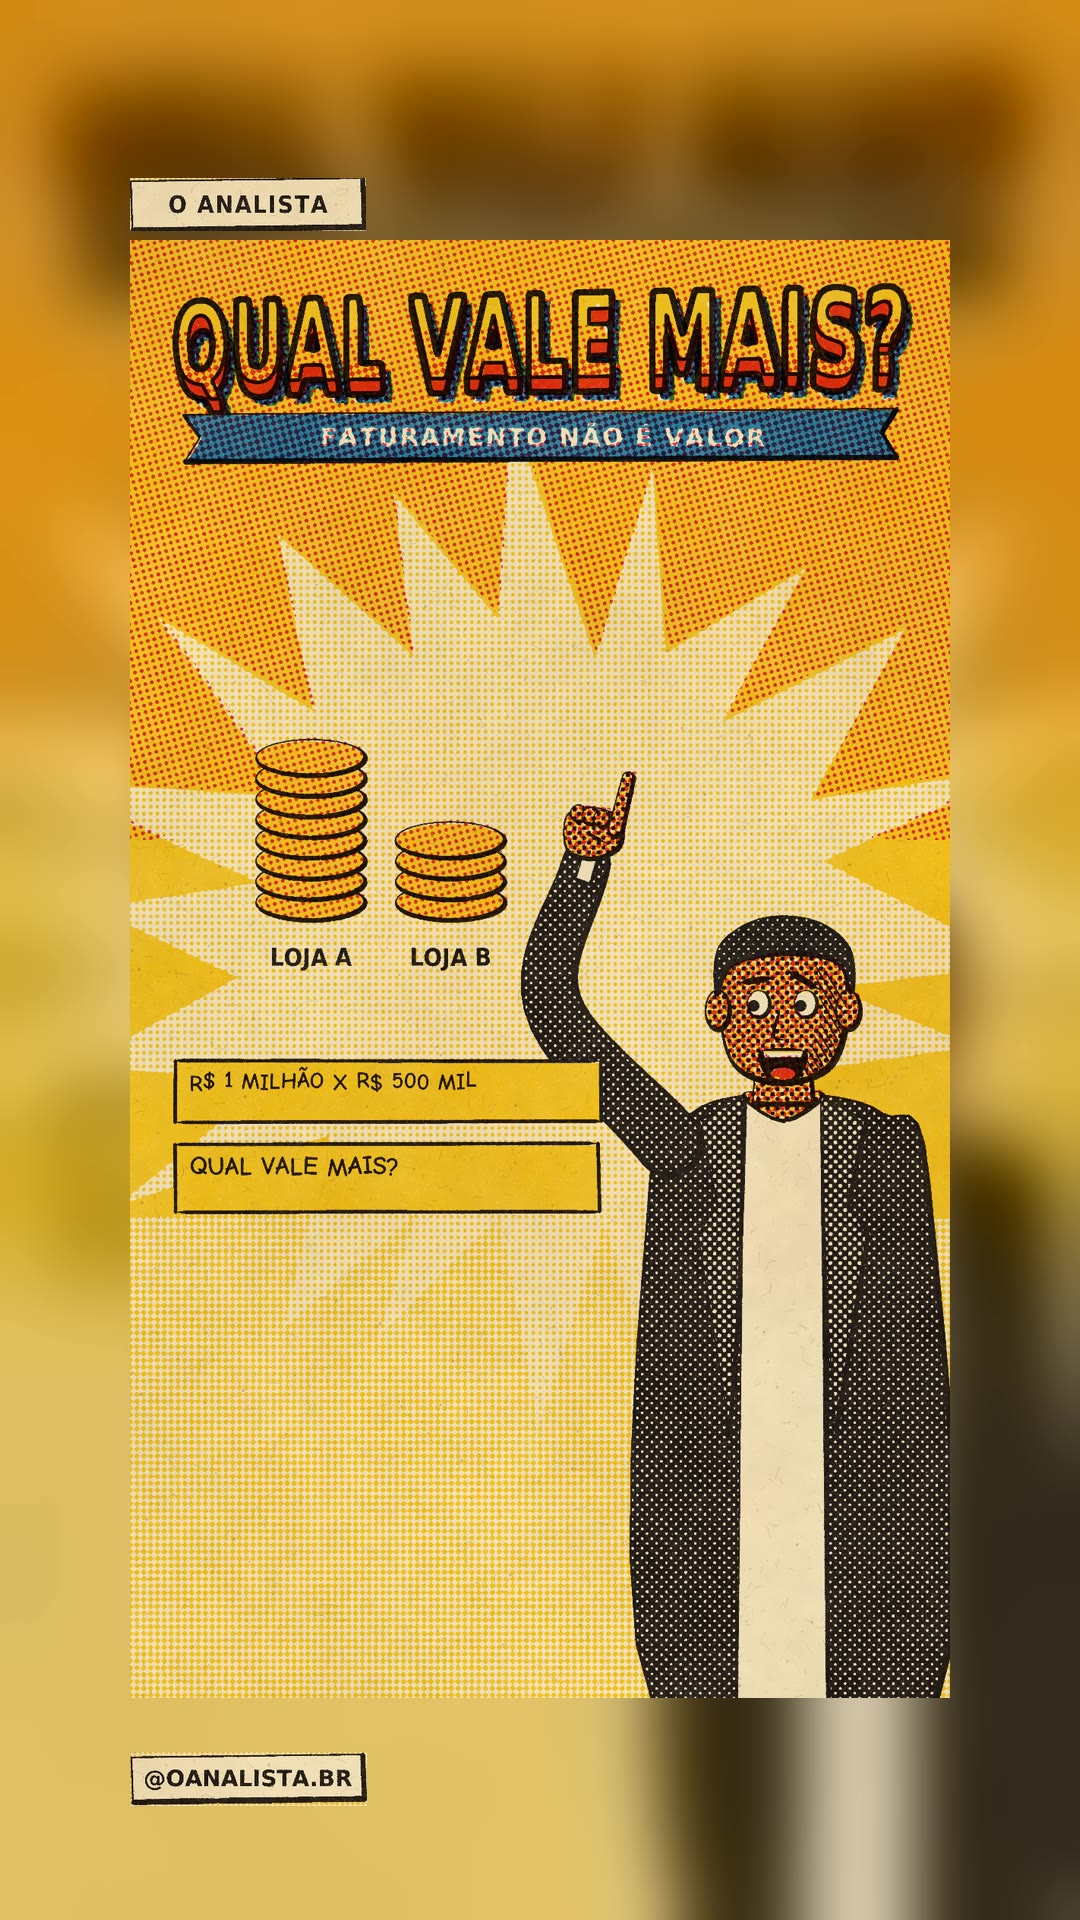 O ANALISTA
QUAL VALE MAIS?
FATURAMENTO NÃO É VALOR
LOJA A
LOJA B
R$ 1 MILHÃO X R$ 500 MIL
QUAL VALE MAIS?
@OANALISTA.BR